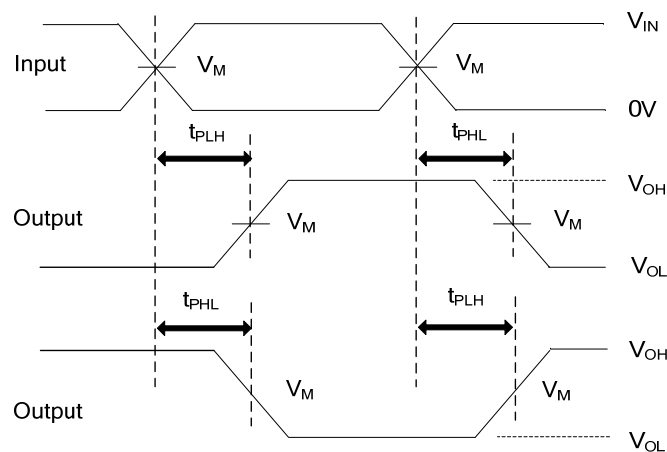 V_IN
Input
V_M
V_M
0V
t_PLH
t_PHL
V_OH
Output
V_M
V_M
V_OL
t_PHL
t_PLH
V_OH
V_M
V_M
Output
V_OL